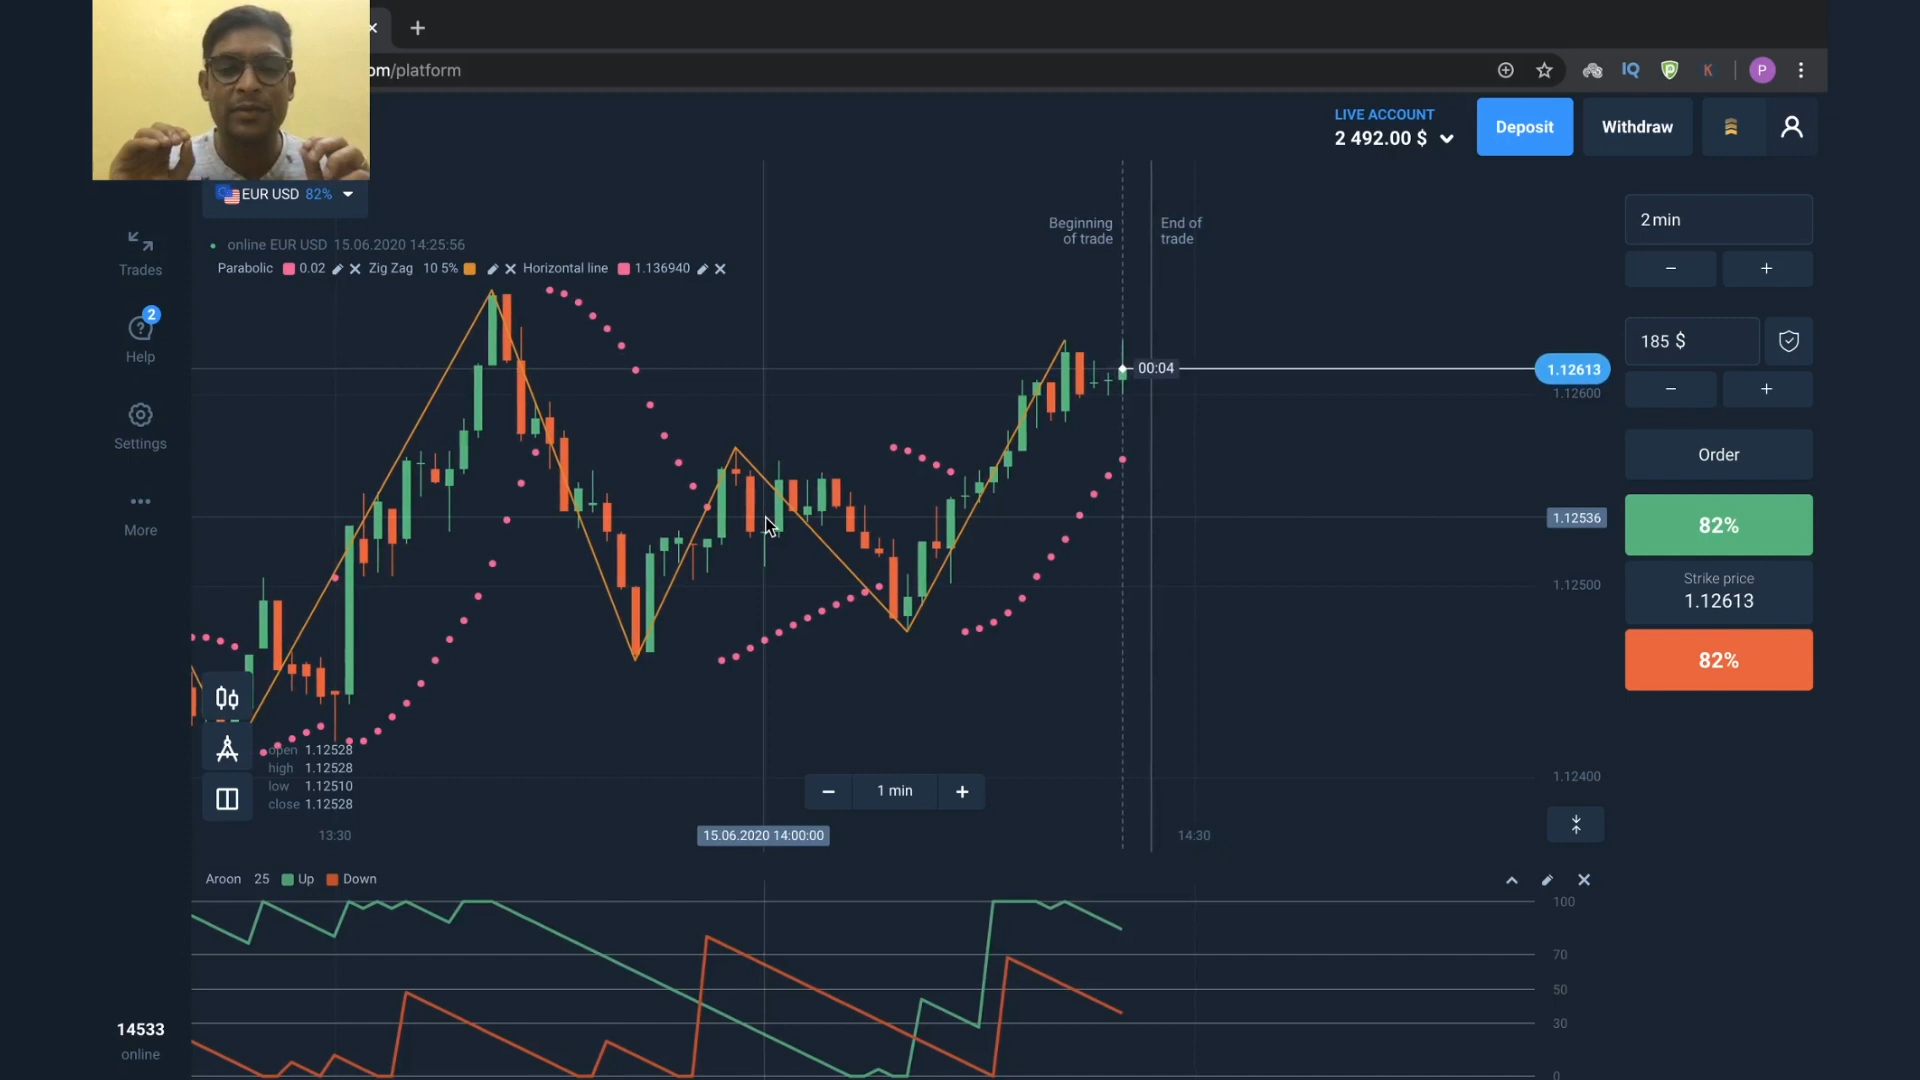 om/platform
IQ
K
P
LIVE ACCOUNT
2 492.00 $
Deposit
Withdraw
EUR USD 82%
Beginning of trade
End of trade
online EUR USD 15.06.2020 14:25:56
Parabolic 0.02 Zig Zag 10 5% Horizontal line 1.136940
Trades
2
Help
Settings
More
00:04
1.12613
1.12600
1.12536
1.12500
1.12400
2 min
− +
185 $
− +
Order
82%
Strike price
1.12613
82%
open 1.12528
high 1.12528
low 1.12510
close 1.12528
− 1 min +
13:30
15.06.2020 14:00:00
14:30
Aroon 25 Up Down
100
70
50
30
0
14533
online